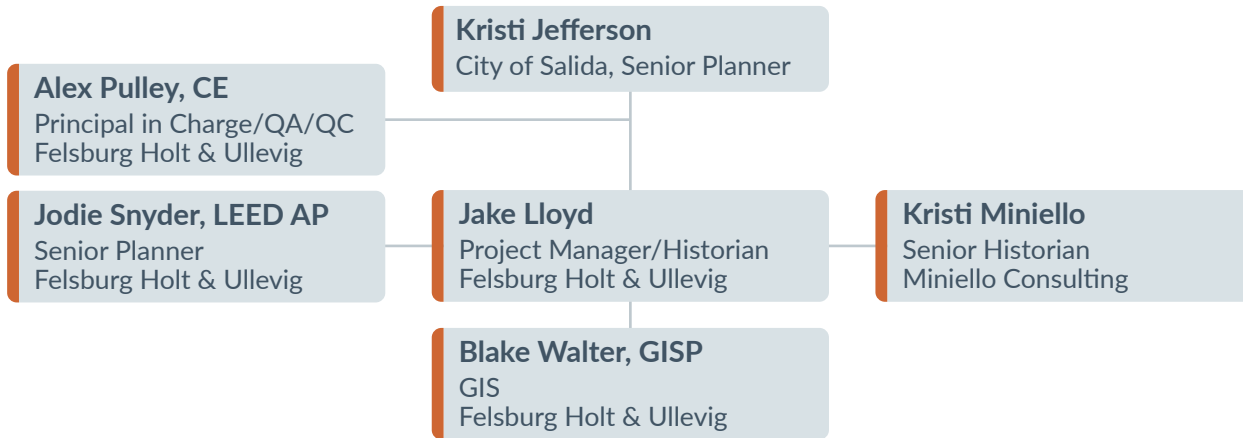 Kristi Jefferson
City of Salida, Senior Planner
Alex Pulley, CE
Principal in Charge/QA/QC
Felsburg Holt & Ullevig
Jodie Snyder, LEED AP
Senior Planner
Felsburg Holt & Ullevig
Jake Lloyd
Project Manager/Historian
Felsburg Holt & Ullevig
Kristi Miniello
Senior Historian
Miniello Consulting
Blake Walter, GISP
GIS
Felsburg Holt & Ullevig